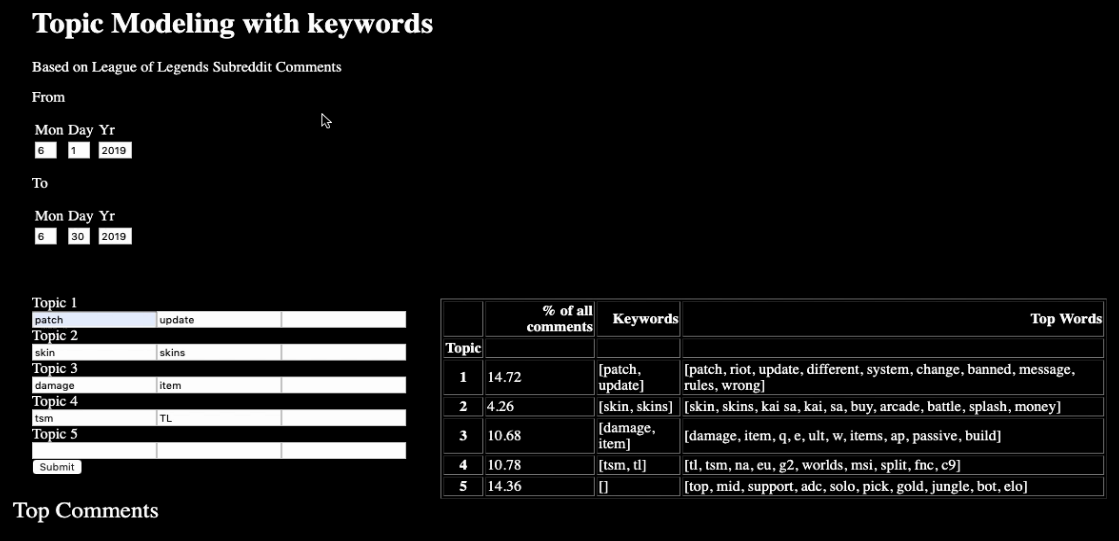 Topic Modeling with keywords
Based on League of Legends Subreddit Comments
From
Mon Day Yr
6 1 2019
To
Mon Day Yr
6 30 2019
Topic 1
patch update
Topic 2
skin skins
Topic 3
damage item
Topic 4
tsm TL
Topic 5
Submit
% of all
comments Keywords Top Words
Topic
1 14.72 [patch, update] [patch, riot, update, different, system, change, banned, message,
rules, wrong]
2 4.26 [skin, skins] [skin, skins, kai sa, kai, sa, buy, arcade, battle, splash, money]
3 10.68 [damage, item] [damage, item, q, e, ult, w, items, ap, passive, build]
4 10.78 [tsm, tl] [tl, tsm, na, eu, g2, worlds, msi, split, fnc, c9]
5 14.36 [] [top, mid, support, adc, solo, pick, gold, jungle, bot, elo]
Top Comments